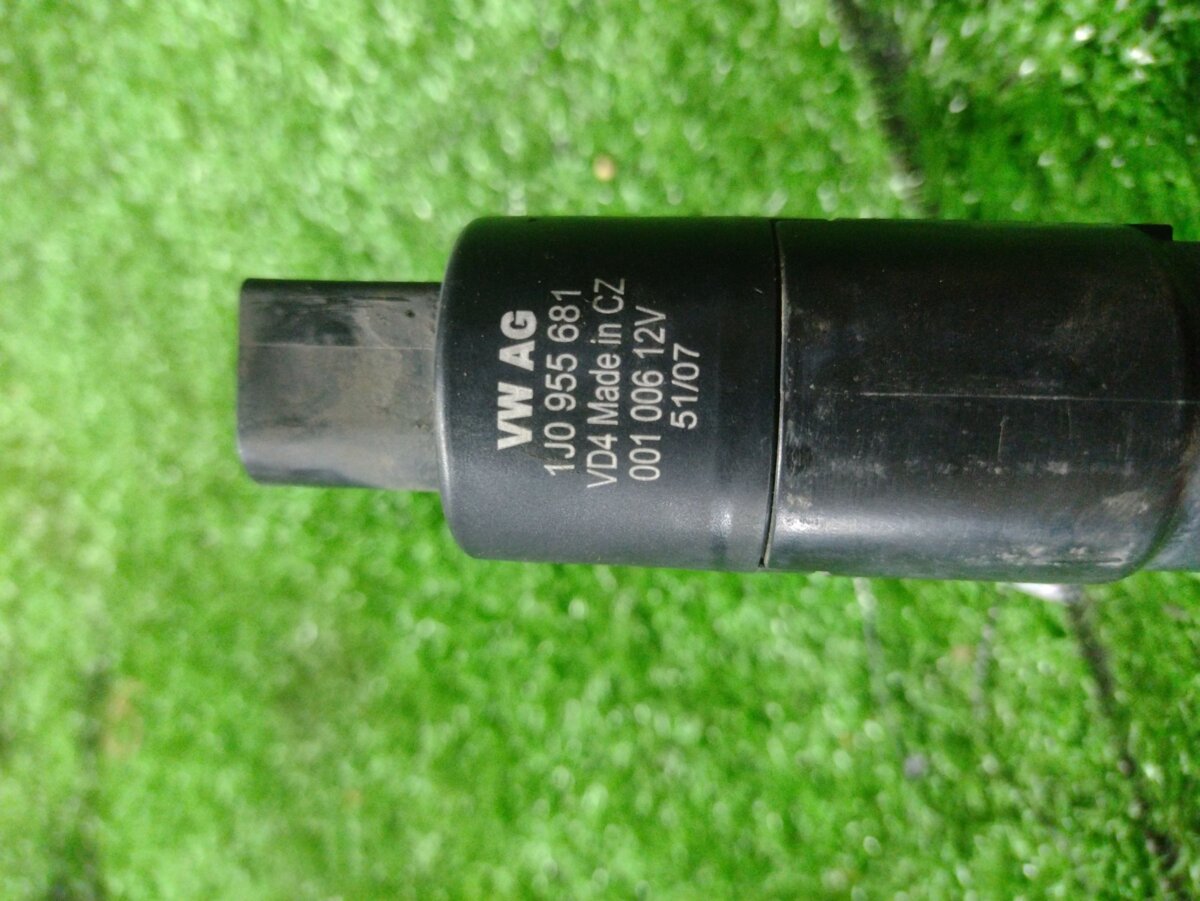 VW AG
1J0 955 681
VD4 Made in CZ
001 006 12V
51/07